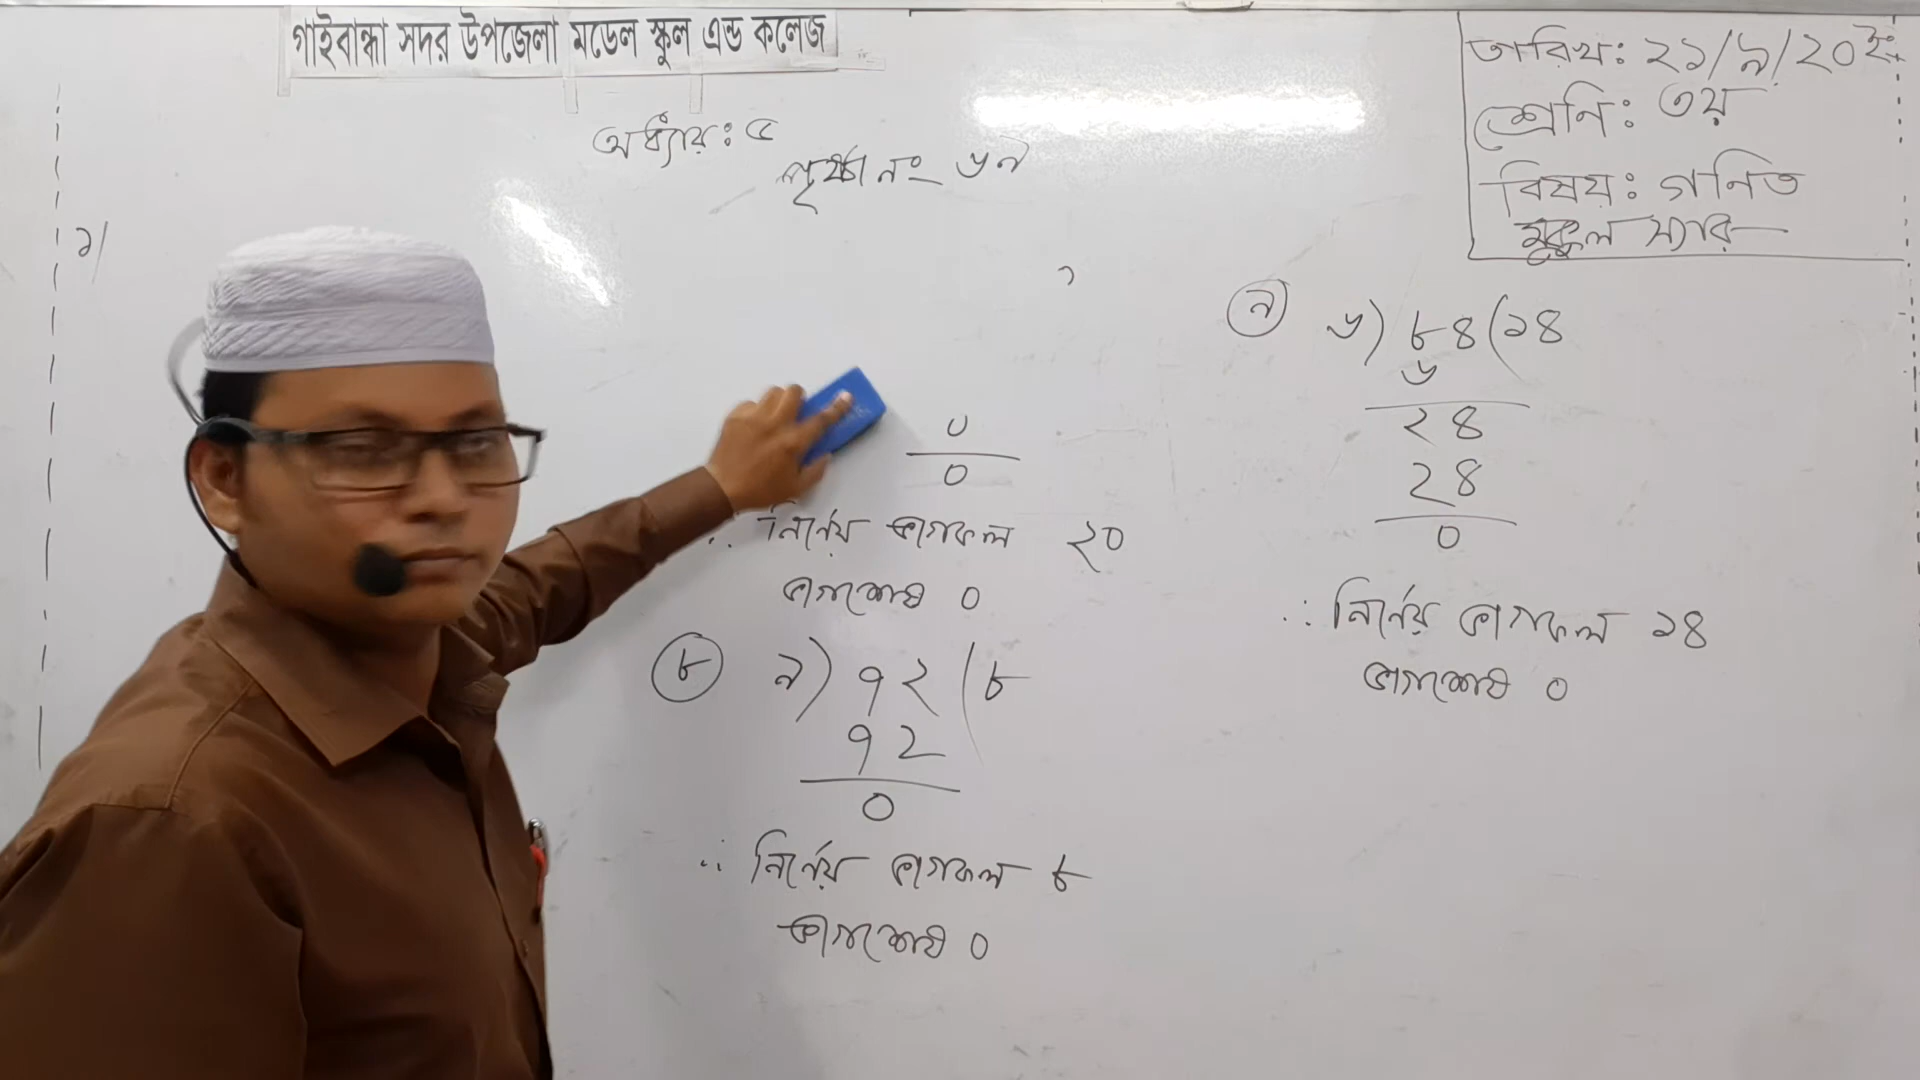 গাইবান্ধা সদর উপজেলা মডেল স্কুল এন্ড কলেজ
তারিখ: ২১/৯/২০ইং
শ্রেনি: ৩য়
বিষয়: গনিত
মুকুল স্যার
অধ্যায়: ৫
পৃষ্ঠা নং ৬৯
১/
০
০
∴ নির্নেয় ভাগফল ২০
ভাগশেষ ০
৮ ৯) ৭২ (৮
৭২
০
∴ নির্নেয় ভাগফল ৮
ভাগশেষ ০
৯ ৬) ৮৪ (১৪
৬
২৪
২৪
০
∴ নির্নেয় ভাগফল ১৪
ভাগশেষ ০